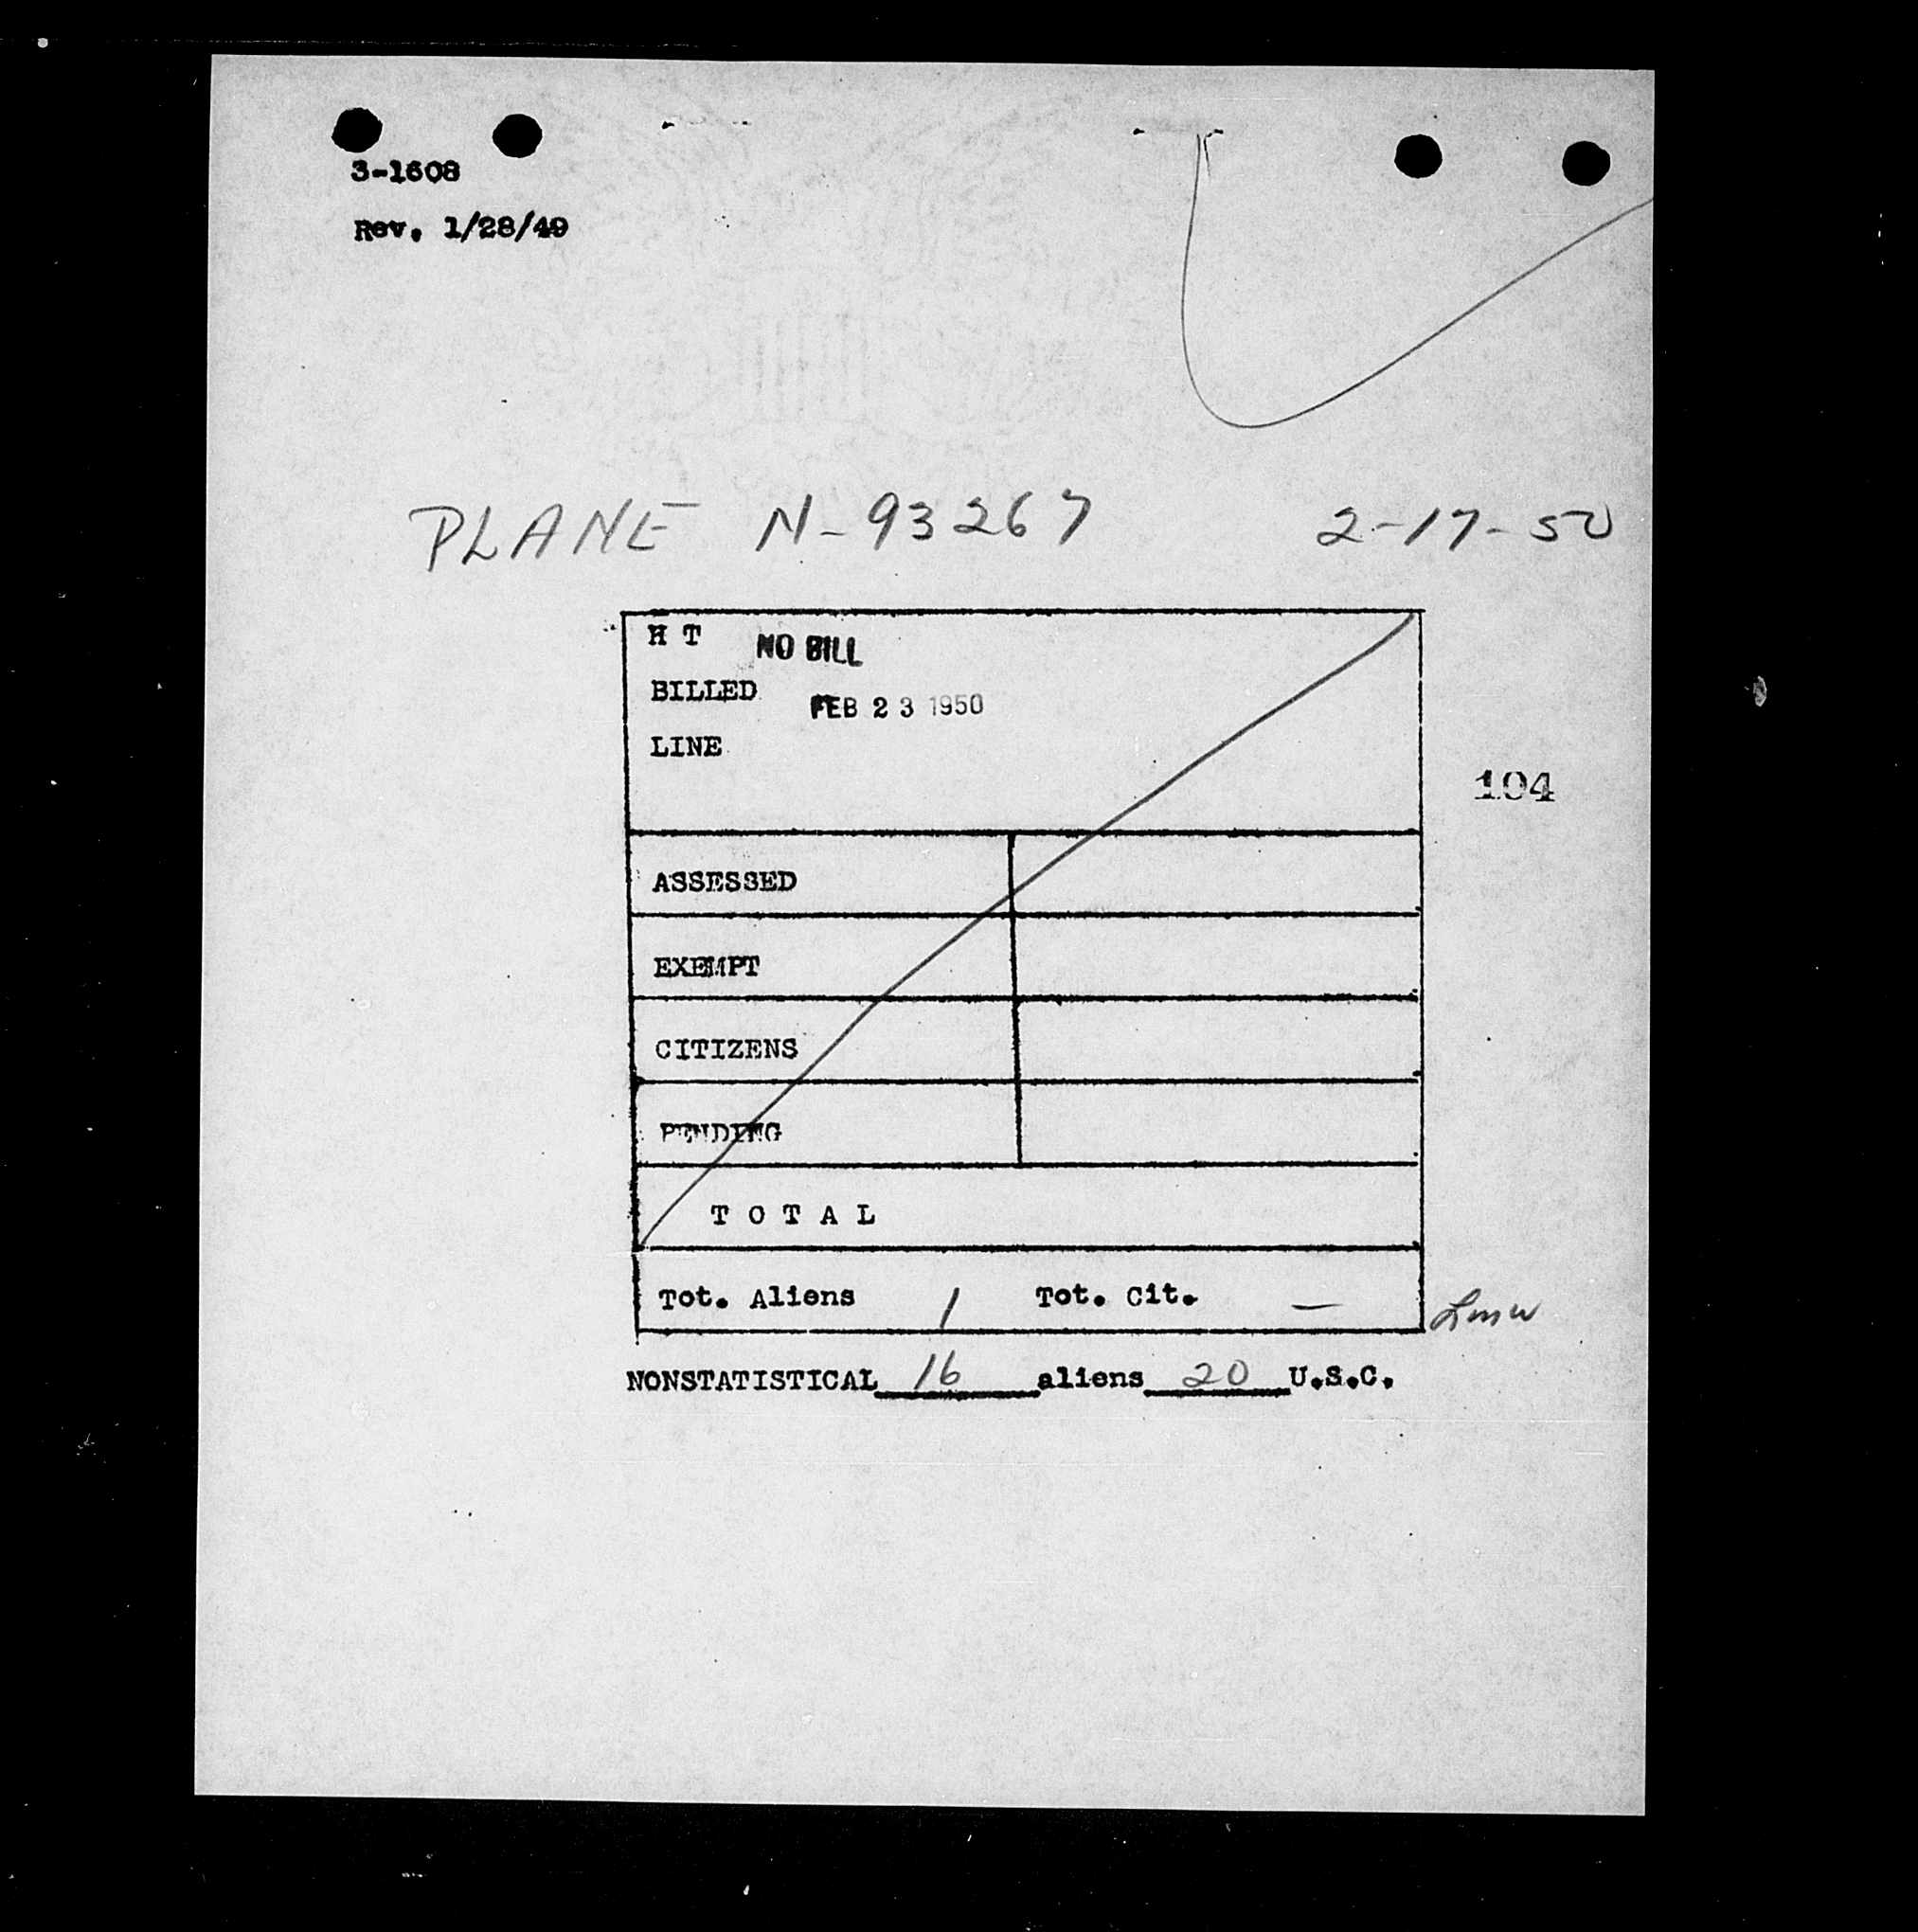 3-1608
Rev. 1/28/49
PLANE N-93267 2-17-50
H T NO BILL
BILLED FEB 23 1950
LINE
104
ASSESSED
EXEMPT
CITIZENS
PENDING
T O T A L
Tot. Aliens 1 Tot. Cit. —
NONSTATISTICAL 16 aliens 20 U.S.C.